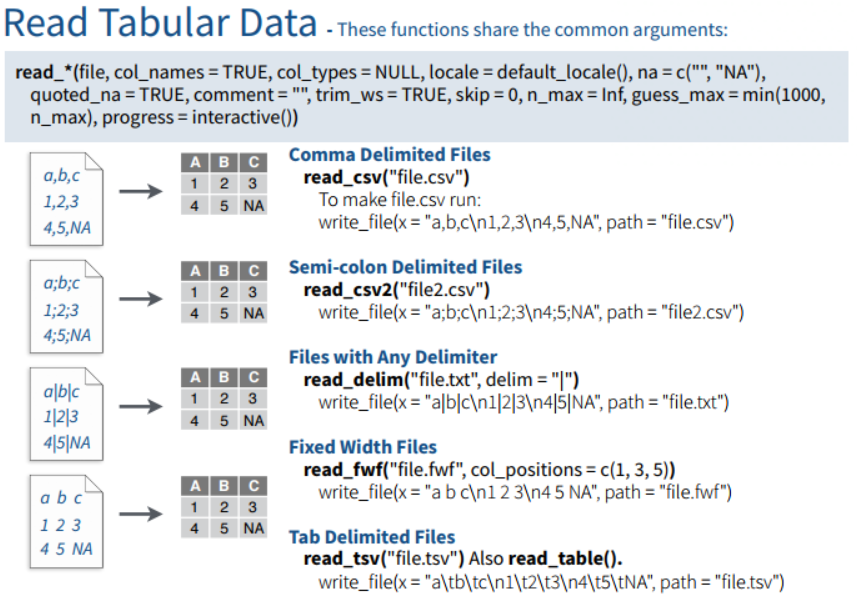 Read Tabular Data - These functions share the common arguments:
read_*(file, col_names = TRUE, col_types = NULL, locale = default_locale(), na = c("", "NA"),
quoted_na = TRUE, comment = "", trim_ws = TRUE, skip = 0, n_max = Inf, guess_max = min(1000,
n_max), progress = interactive())
a,b,c
1,2,3
4,5,NA
A B C
1 2 3
4 5 NA
Comma Delimited Files
read_csv("file.csv")
To make file.csv run:
write_file(x = "a,b,c\n1,2,3\n4,5,NA", path = "file.csv")
a;b;c
1;2;3
4;5;NA
A B C
1 2 3
4 5 NA
Semi-colon Delimited Files
read_csv2("file2.csv")
write_file(x = "a;b;c\n1;2;3\n4;5;NA", path = "file2.csv")
a|b|c
1|2|3
4|5|NA
A B C
1 2 3
4 5 NA
Files with Any Delimiter
read_delim("file.txt", delim = "|")
write_file(x = "a|b|c\n1|2|3\n4|5|NA", path = "file.txt")
a b c
1 2 3
4 5 NA
A B C
1 2 3
4 5 NA
Fixed Width Files
read_fwf("file.fwf", col_positions = c(1, 3, 5))
write_file(x = "a b c\n1 2 3\n4 5 NA", path = "file.fwf")
Tab Delimited Files
read_tsv("file.tsv") Also read_table().
write_file(x = "a\tb\tc\n1\t2\t3\n4\t5\tNA", path = "file.tsv")